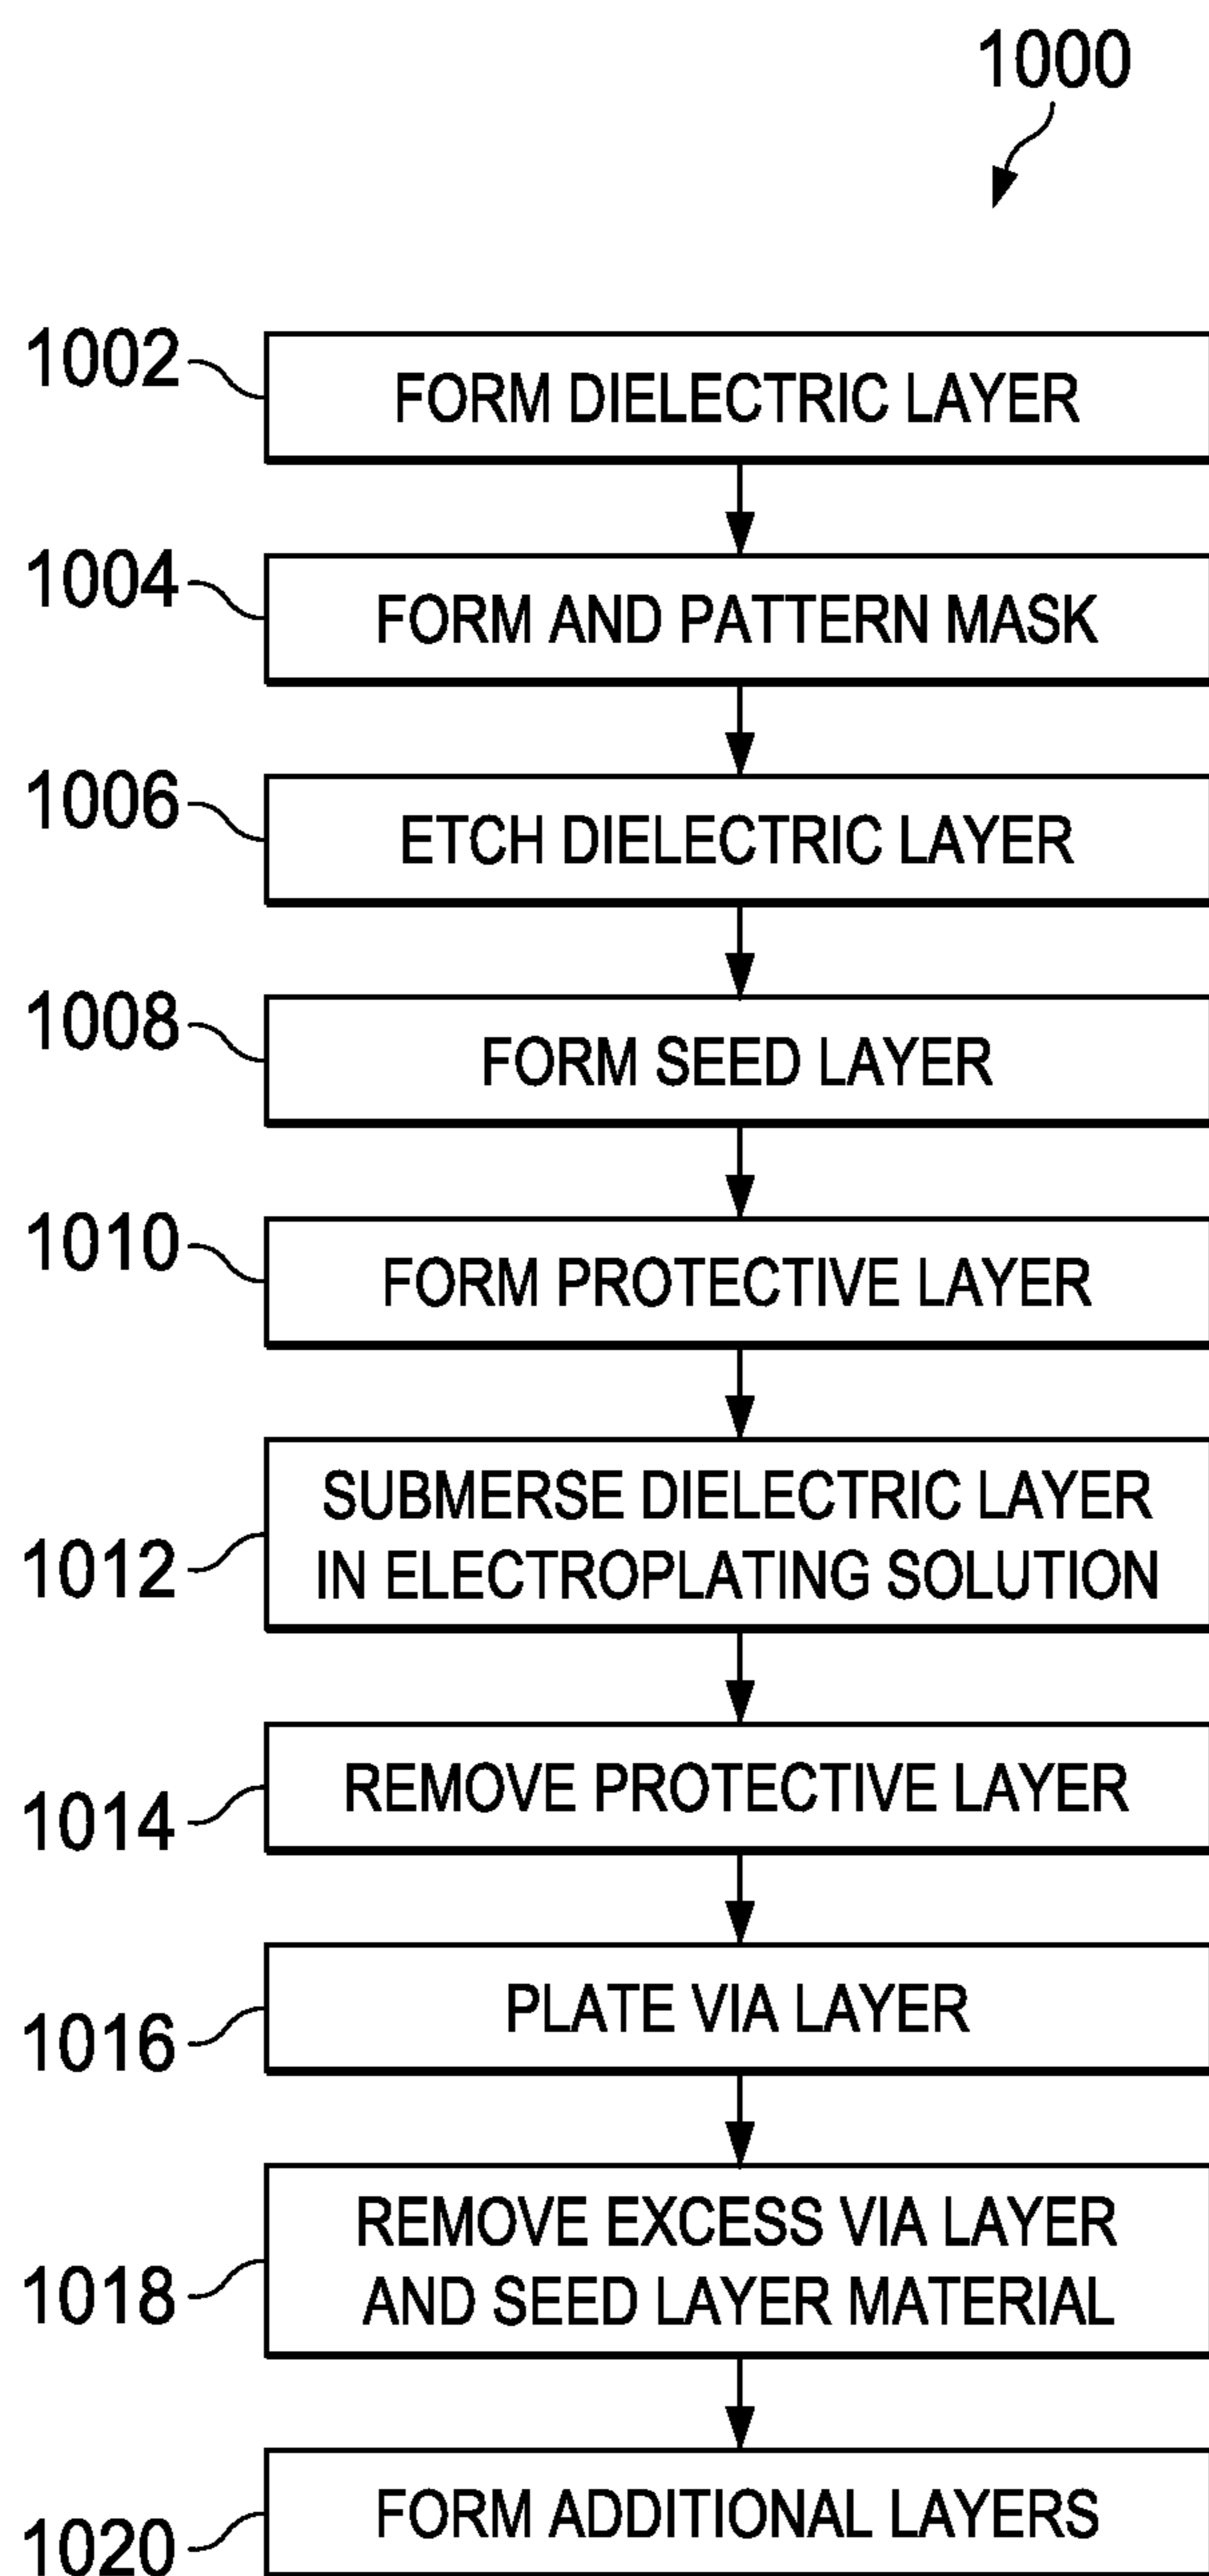 1000
1002
FORM DIELECTRIC LAYER
1004
FORM AND PATTERN MASK
1006
ETCH DIELECTRIC LAYER
1008
FORM SEED LAYER
1010
FORM PROTECTIVE LAYER
1012
SUBMERSE DIELECTRIC LAYER
IN ELECTROPLATING SOLUTION
1014
REMOVE PROTECTIVE LAYER
1016
PLATE VIA LAYER
1018
REMOVE EXCESS VIA LAYER
AND SEED LAYER MATERIAL
1020
FORM ADDITIONAL LAYERS